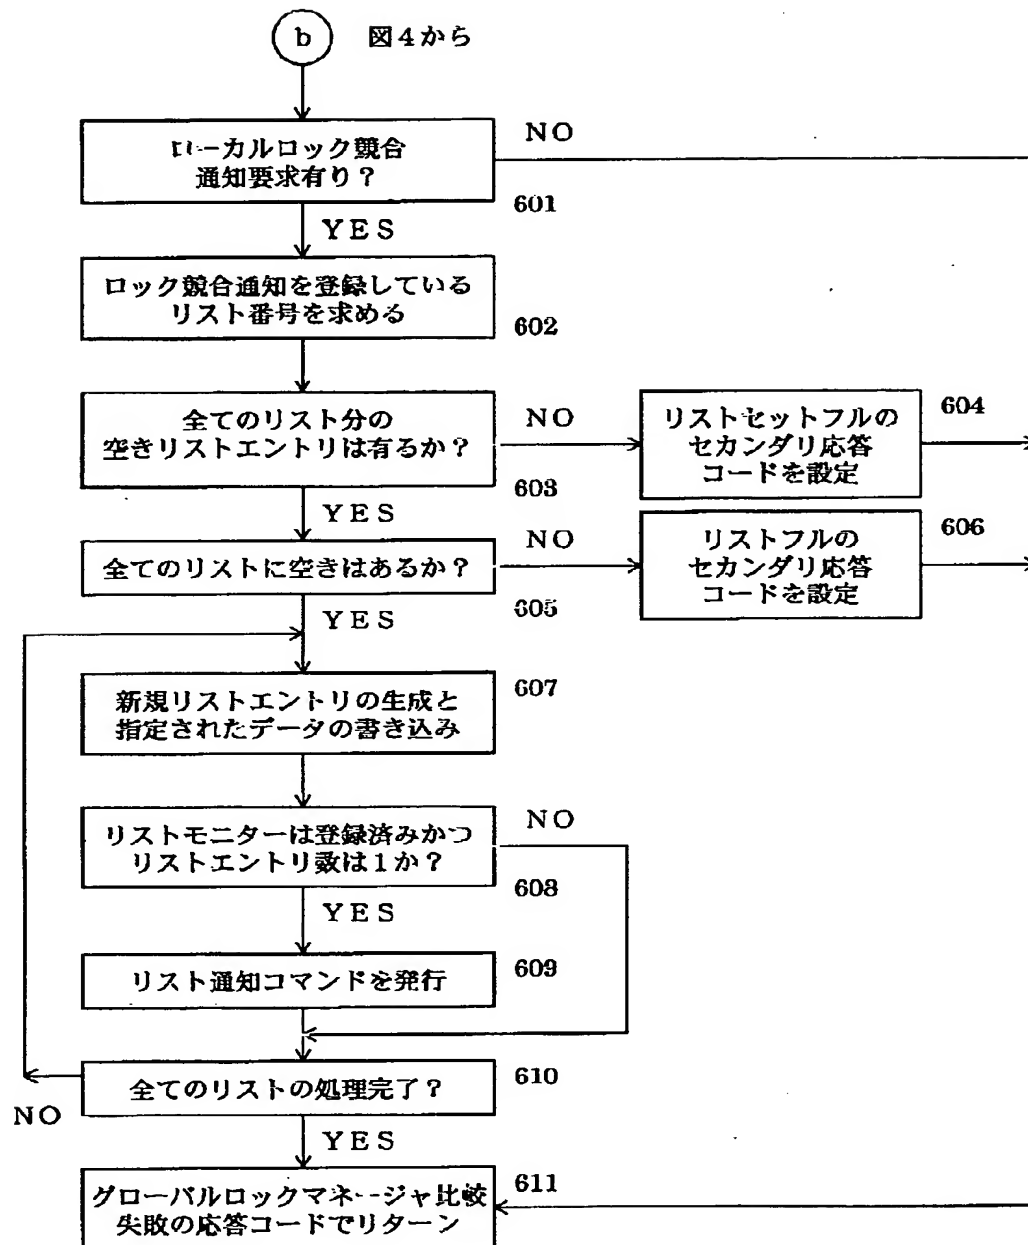 b 図4から
ローカルロック競合
通知要求有り?
NO
601
YES
ロック競合通知を登録している
リスト番号を求める
602
全てのリスト分の
空きリストエントリは有るか?
NO
603
リストセットフルの
セカンダリ応答
コードを設定
604
YES
全てのリストに空きはあるか?
NO
605
リストフルの
セカンダリ応答
コードを設定
606
YES
新規リストエントリの生成と
指定されたデータの書き込み
607
リストモニターは登録済みかつ
リストエントリ数は1か?
NO
608
YES
リスト通知コマンドを発行
609
全てのリストの処理完了?
610
NO
YES
グローバルロックマネージャ比較
失敗の応答コードでリターン
611